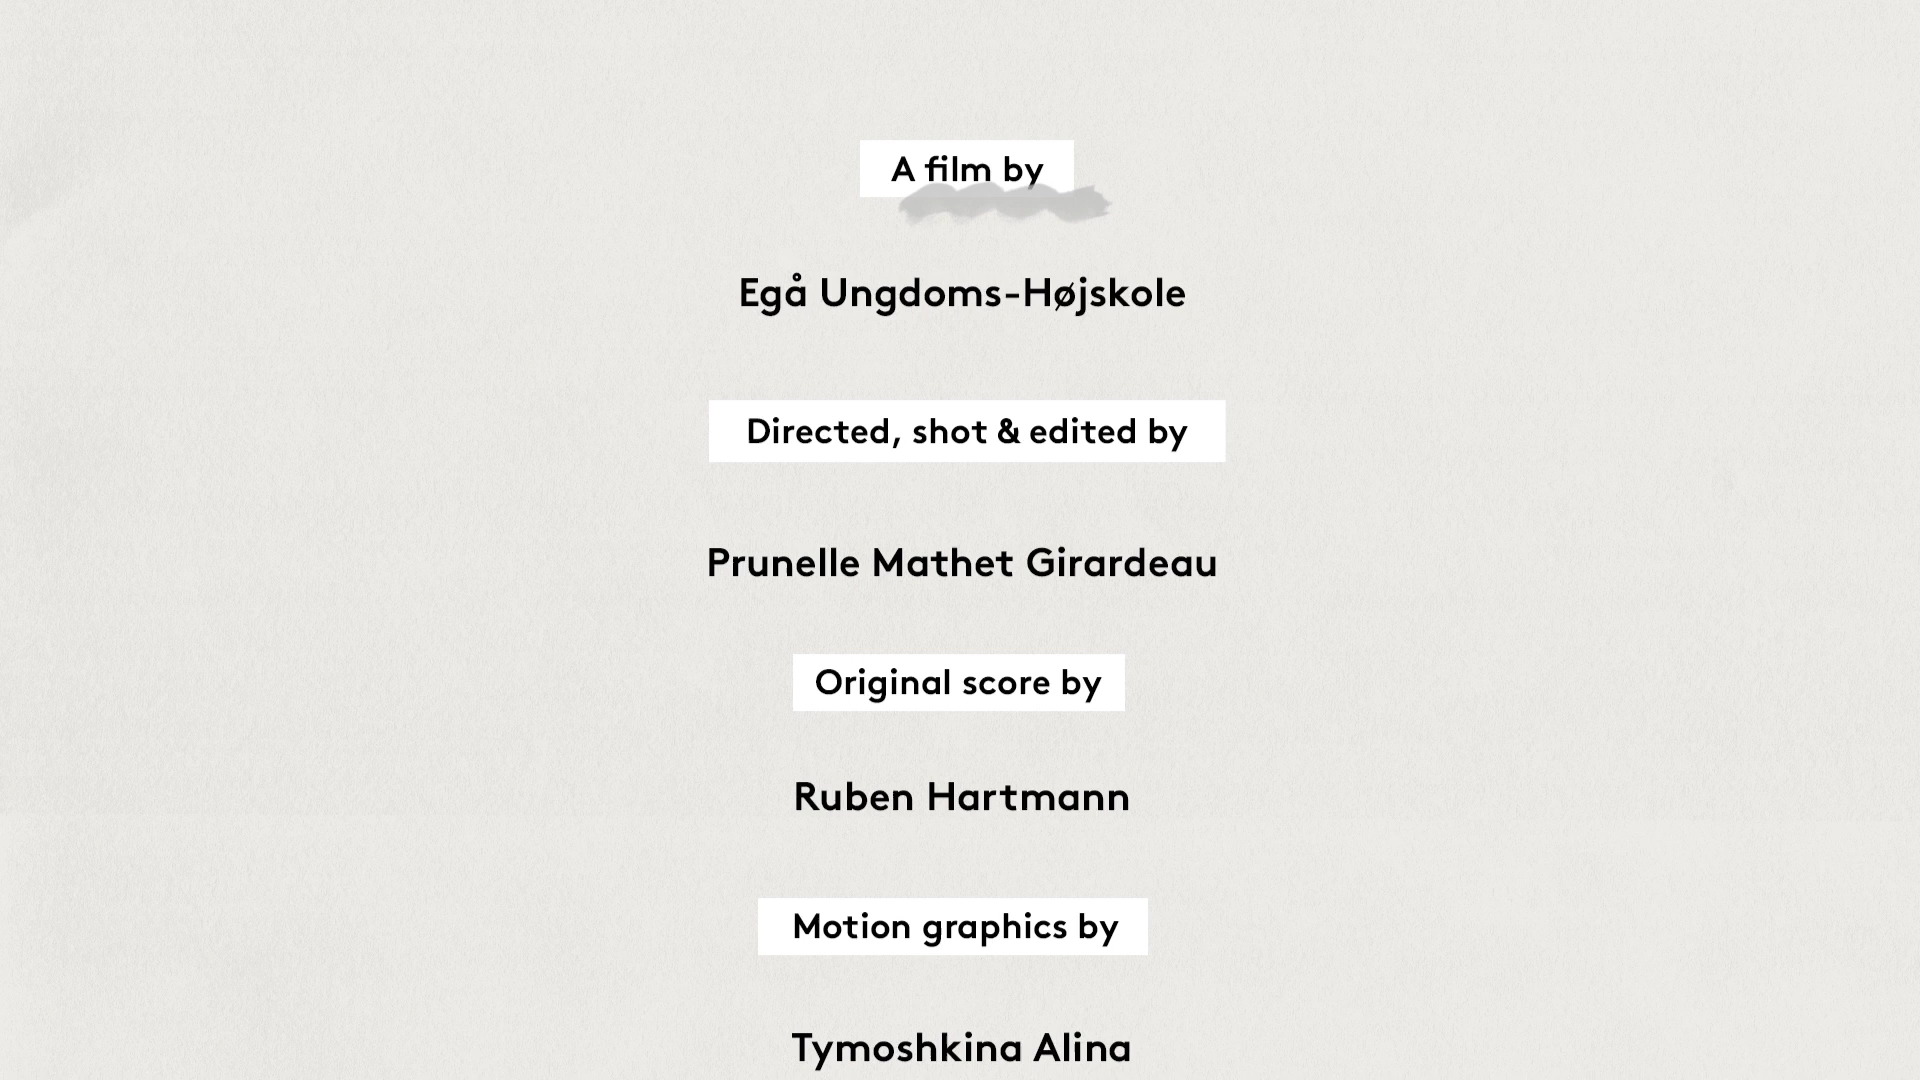 A film by
Egå Ungdoms-Højskole
Directed, shot & edited by
Prunelle Mathet Girardeau
Original score by
Ruben Hartmann
Motion graphics by
Tymoshkina Alina